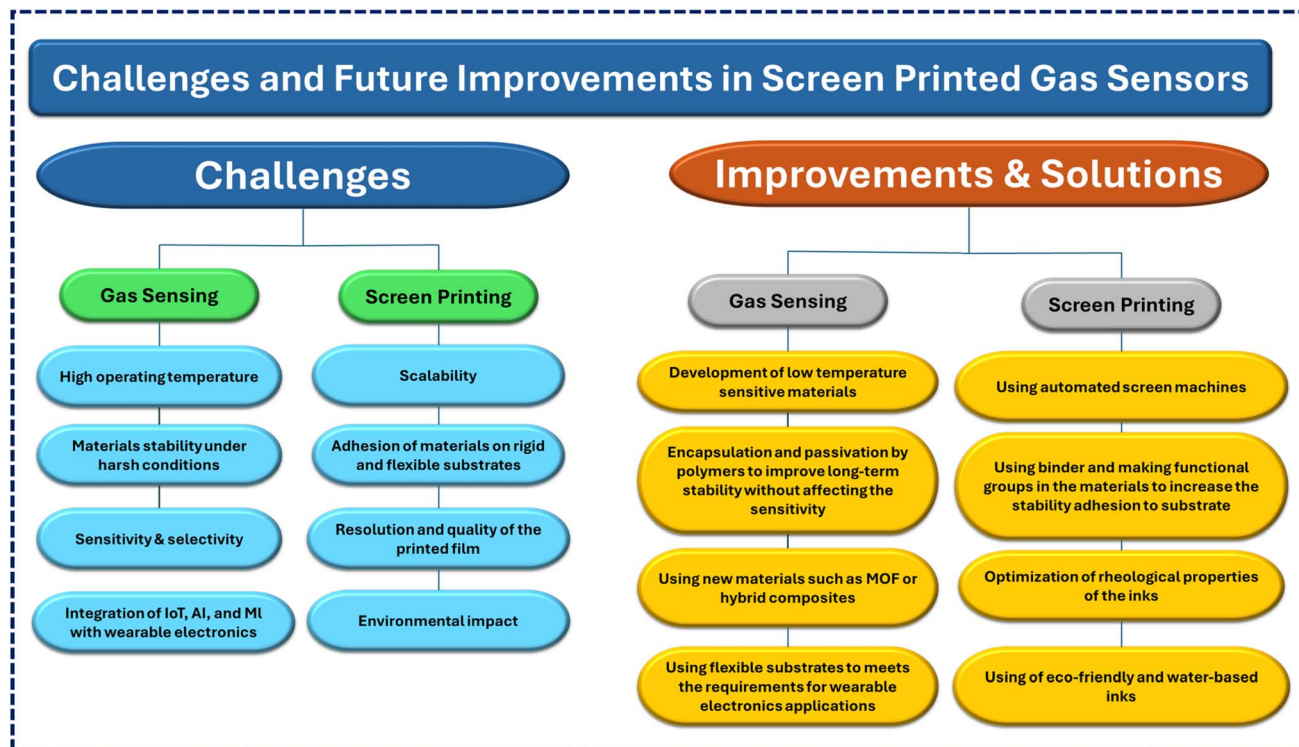 Challenges and Future Improvements in Screen Printed Gas Sensors
Challenges
Gas Sensing
High operating temperature
Materials stability under
harsh conditions
Sensitivity & selectivity
Integration of IoT, AI, and Ml
with wearable electronics
Screen Printing
Scalability
Adhesion of materials on rigid
and flexible substrates
Resolution and quality of the
printed film
Environmental impact
Improvements & Solutions
Gas Sensing
Development of low temperature
sensitive materials
Encapsulation and passivation by
polymers to improve long-term
stability without affecting the
sensitivity
Using new materials such as MOF or
hybrid composites
Using flexible substrates to meets
the requirements for wearable
electronics applications
Screen Printing
Using automated screen machines
Using binder and making functional
groups in the materials to increase the
stability adhesion to substrate
Optimization of rheological properties
of the inks
Using of eco-friendly and water-based
inks